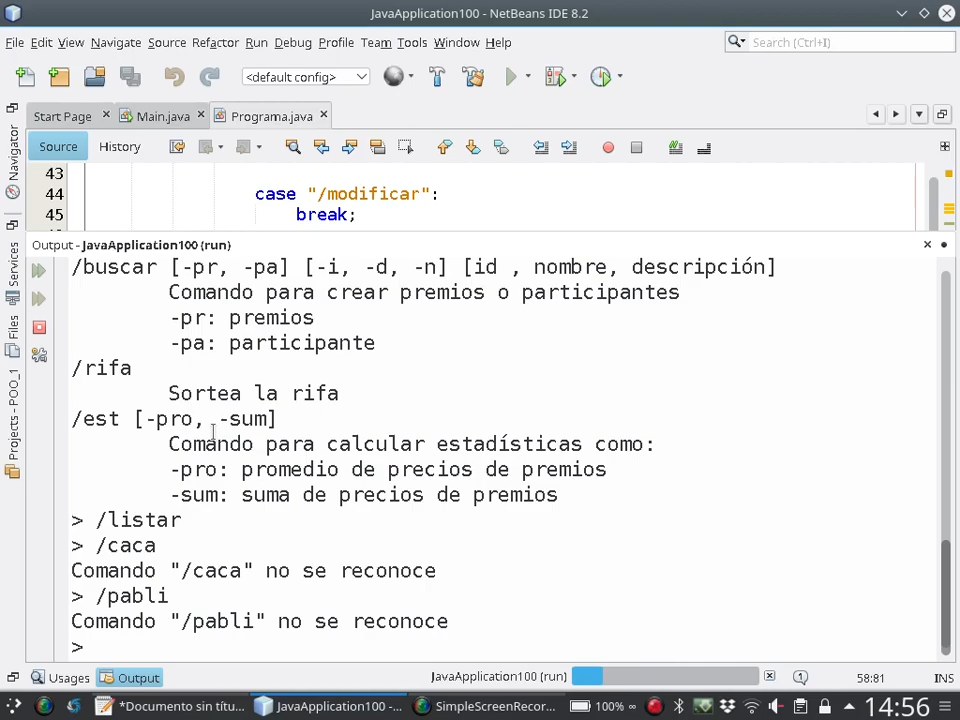 JavaApplication100 - NetBeans IDE 8.2
File Edit View Navigate Source Refactor Run Debug Profile Team Tools Window Help
Search (Ctrl+I)
<default config>
Start Page
Main.java
Programa.java
Source History
Navigator
Services
Files
Projects - POO_1
43
44 case "/modificar":
45 break;
Output - JavaApplication100 (run)
/buscar [-pr, -pa] [-i, -d, -n] [id , nombre, descripción]
Comando para crear premios o participantes
-pr: premios
-pa: participante
/rifa
Sortea la rifa
/est [-pro, -sum]
Comando para calcular estadísticas como:
-pro: promedio de precios de premios
-sum: suma de precios de premios
> /listar
> /caca
Comando "/caca" no se reconoce
> /pabli
Comando "/pabli" no se reconoce
>
Usages Output JavaApplication100 (run) 1 58:81 INS
*Documento sin títu... JavaApplication100 -... SimpleScreenRecor... 100% 14:56